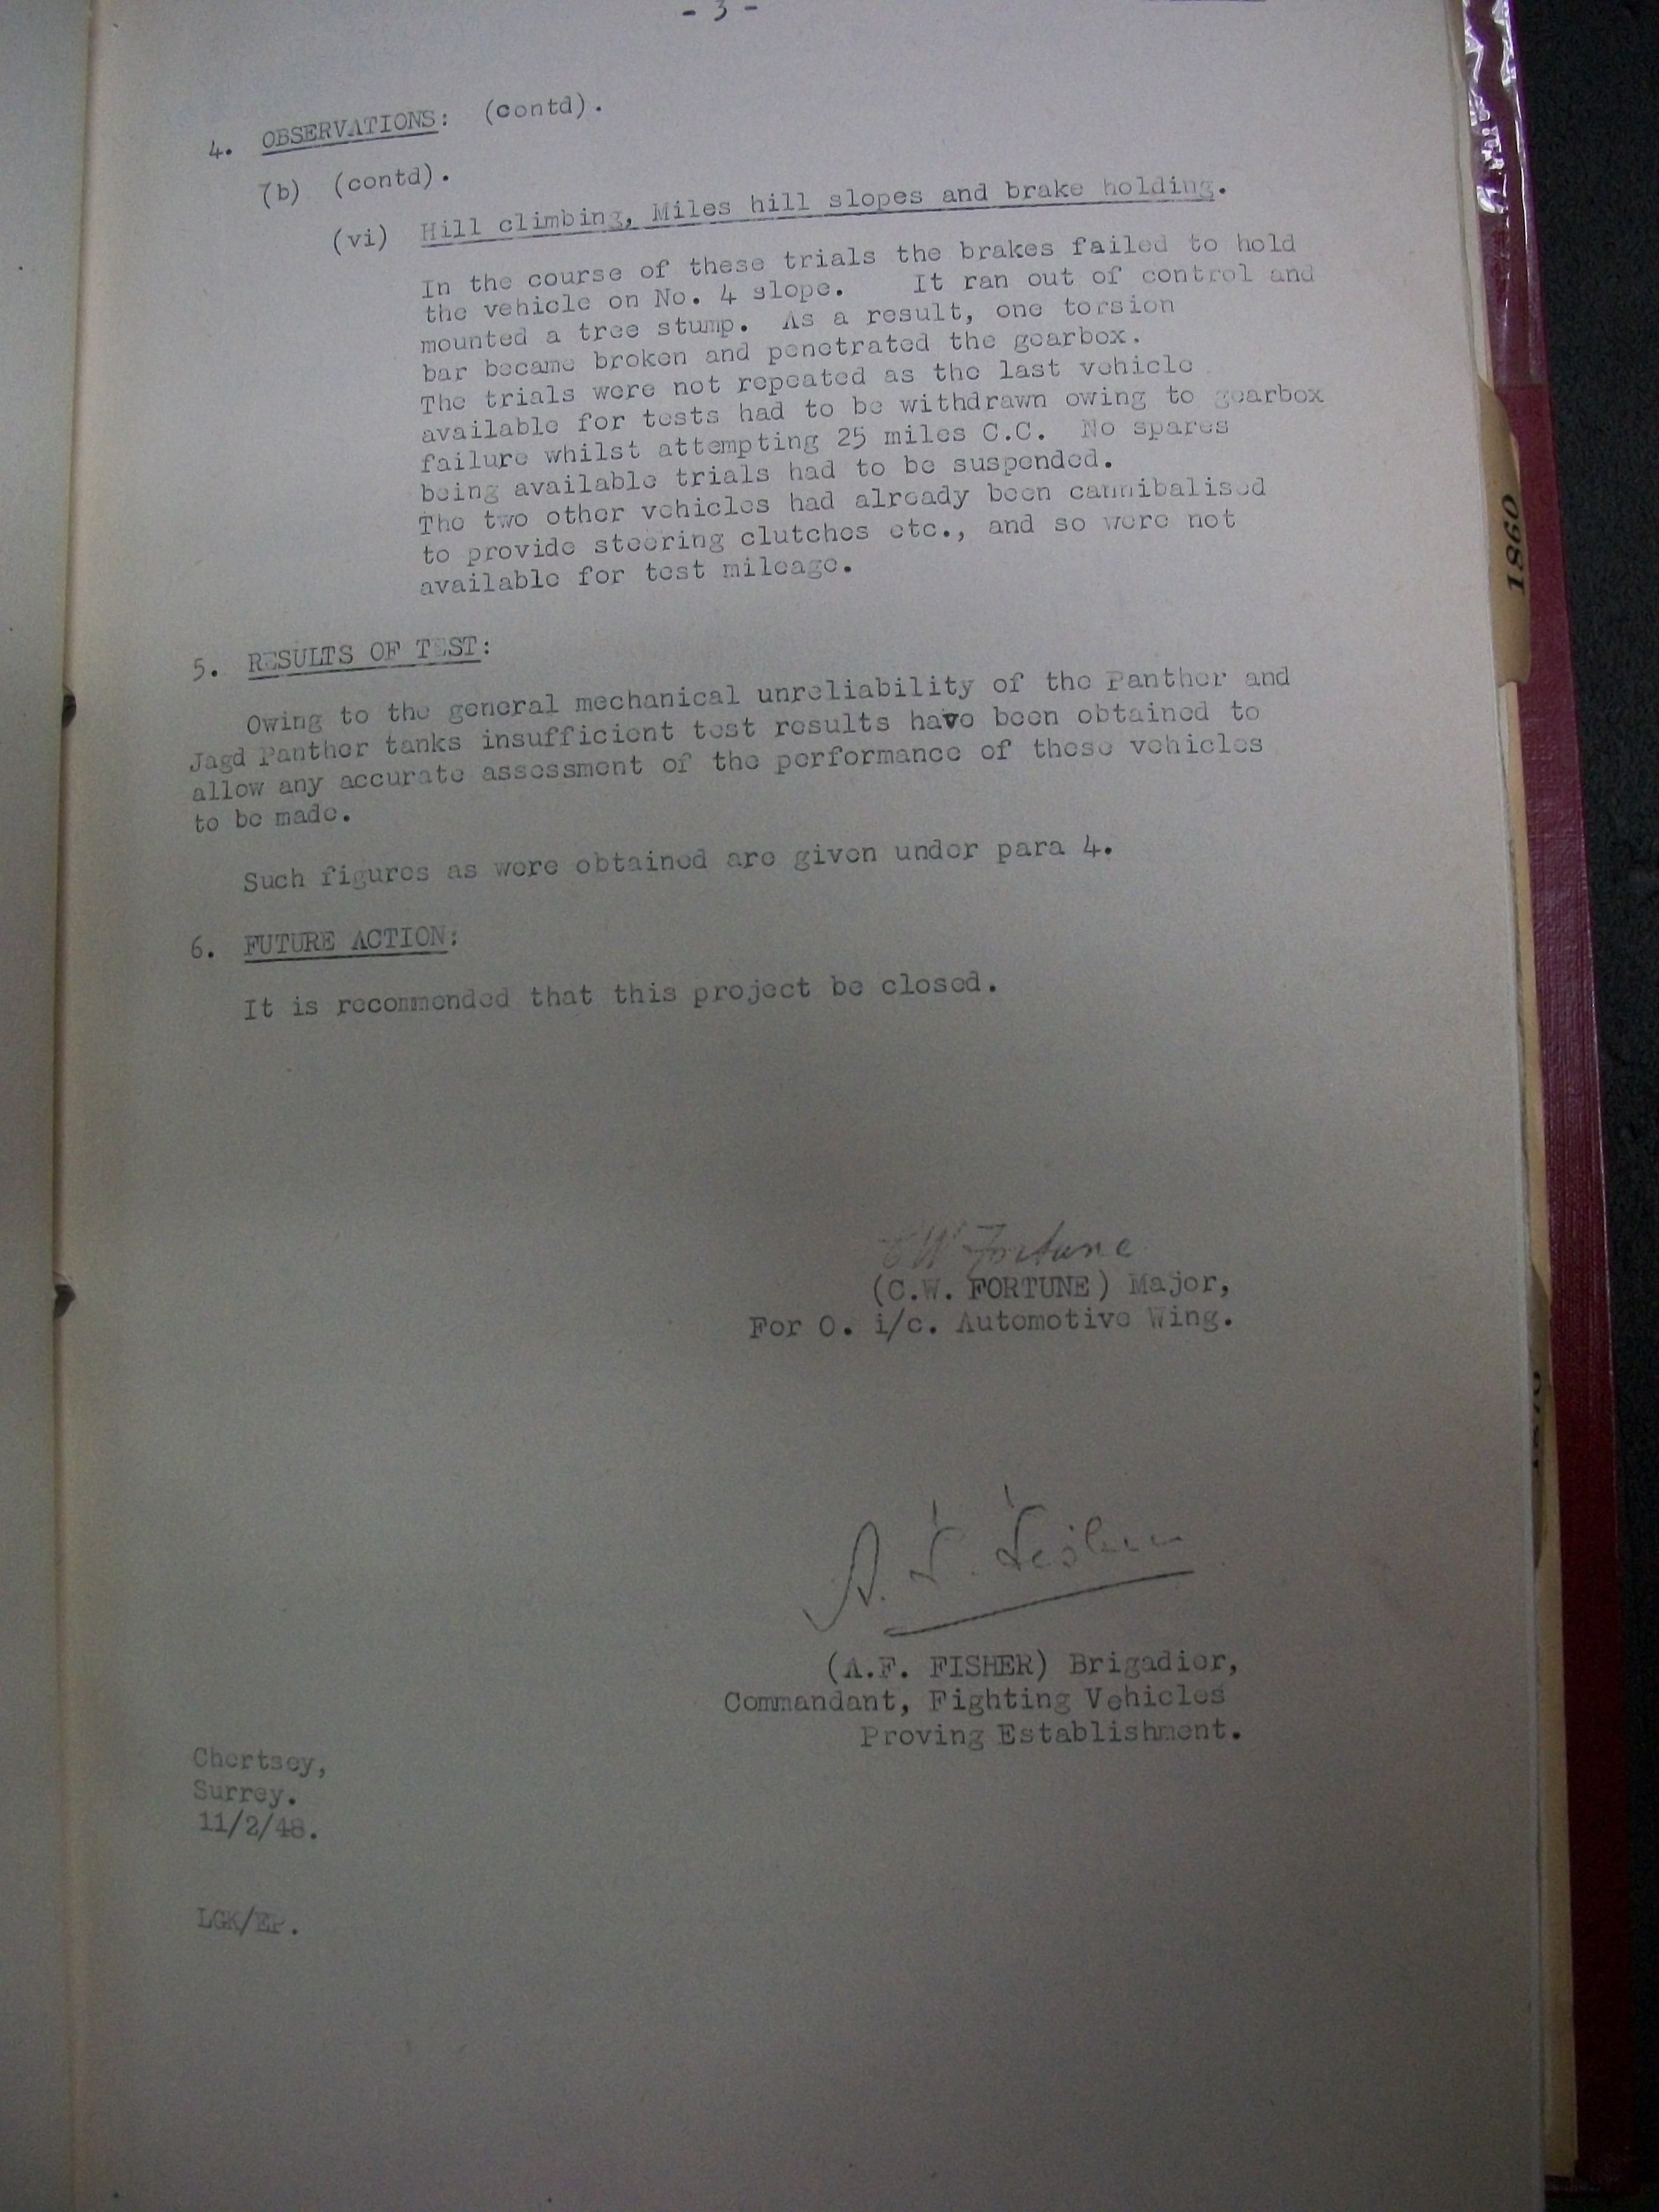 - 3 -
4. OBSERVATIONS: (contd).
(b) (contd).
(vi) Hill climbing, Miles hill slopes and brake holding.
In the course of these trials the brakes failed to hold
the vehicle on No. 4 slope. It ran out of control and
mounted a tree stump. As a result, one torsion
bar became broken and penetrated the gearbox.
The trials were not repeated as the last vehicle
available for tests had to be withdrawn owing to gearbox
failure whilst attempting 25 miles C.C. No spares
being available trials had to be suspended.
The two other vehicles had already been cannibalised
to provide steering clutches etc., and so were not
available for test mileage.
5. RESULTS OF TEST:
Owing to the general mechanical unreliability of the Panther and
Jagd Panther tanks insufficient test results have been obtained to
allow any accurate assessment of the performance of these vehicles
to be made.
Such figures as were obtained are given under para 4.
6. FUTURE ACTION:
It is recommended that this project be closed.
C W Fortune
(C.W. FORTUNE) Major,
For O. i/c. Automotive Wing.
A. F. Fisher
(A.F. FISHER) Brigadier,
Commandant, Fighting Vehicles
Proving Establishment.
Chertsey,
Surrey.
11/2/48.
LGK/EP.
1860